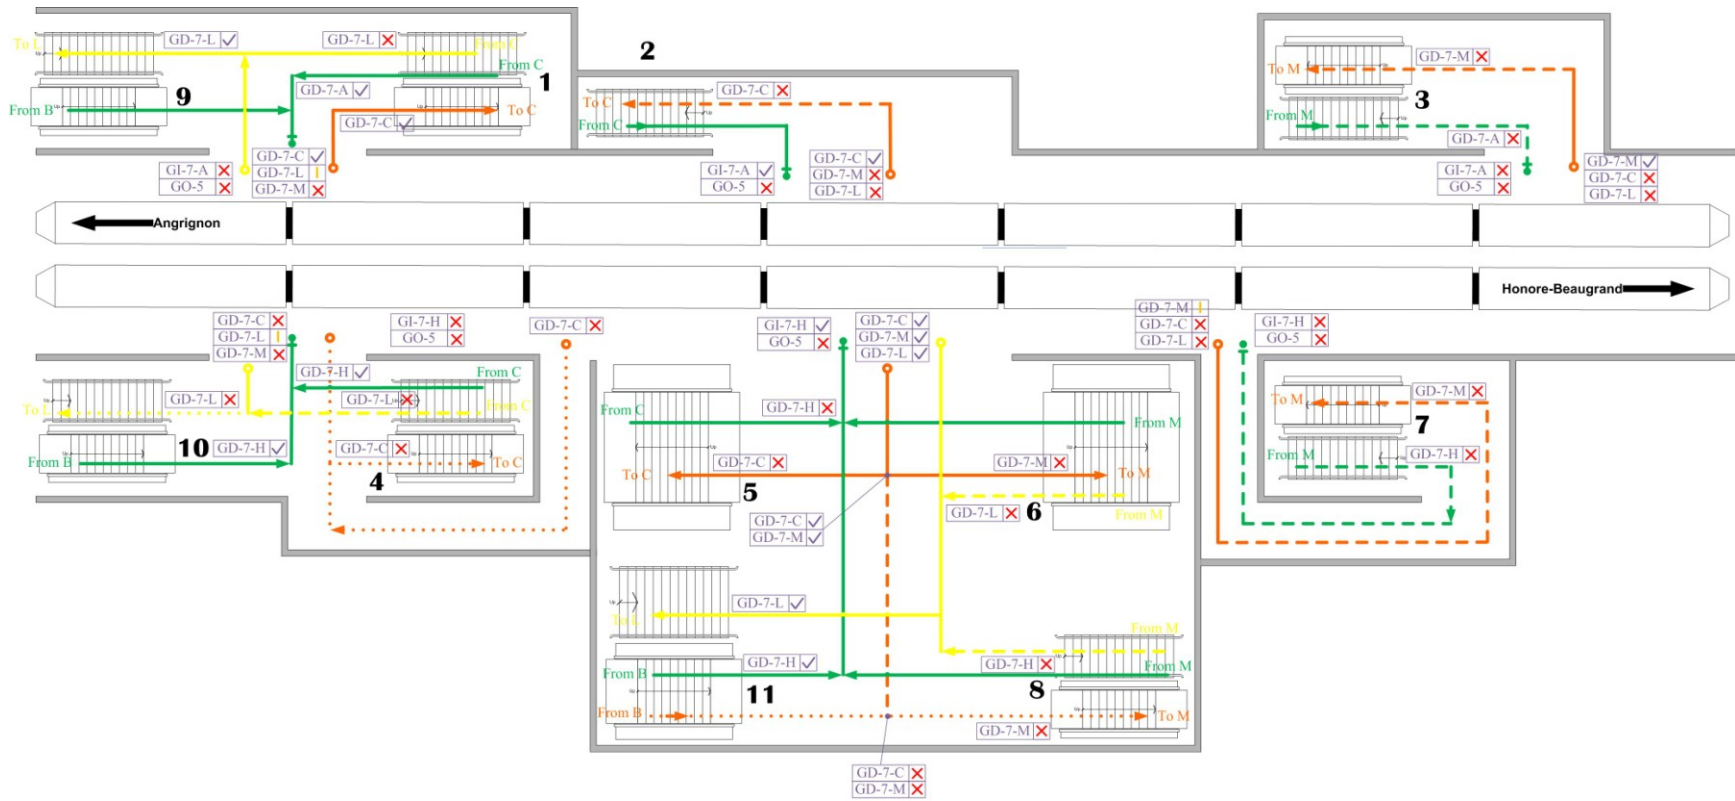 2
To L
GD-7-L
GD-7-L
From C
GD-7-M
From C
To M
GD-7-C
1
GD-7-A
9
3
From B
To C
To C
GD-7-C
From C
From M
GD-7-A
GD-7-C
GD-7-C
GD-7-M
GI-7-A
GD-7-L
GI-7-A
GD-7-M
GI-7-A
GD-7-C
GO-5
GD-7-M
GO-5
GD-7-L
GO-5
GD-7-L
Angrignon
Honore-Beaugrand
GD-7-M
GD-7-C
GI-7-H
GD-7-C
GI-7-H
GD-7-C
GD-7-C
GI-7-H
GD-7-L
GO-5
GO-5
GD-7-M
GD-7-L
GO-5
GD-7-M
GD-7-L
GD-7-H
From C
GD-7-L
GD-7-L
GD-7-M
To L
From C
From C
GD-7-H
From M
To M
7
10
GD-7-H
GD-7-C
From B
To C
4
GD-7-C
GD-7-M
From M
GD-7-H
To C
5
To M
GD-7-L
6
From M
GD-7-C
GD-7-M
GD-7-L
To L
From M
GD-7-H
GD-7-H
From B
From M
11
8
From B
To M
GD-7-M
GD-7-C
GD-7-M